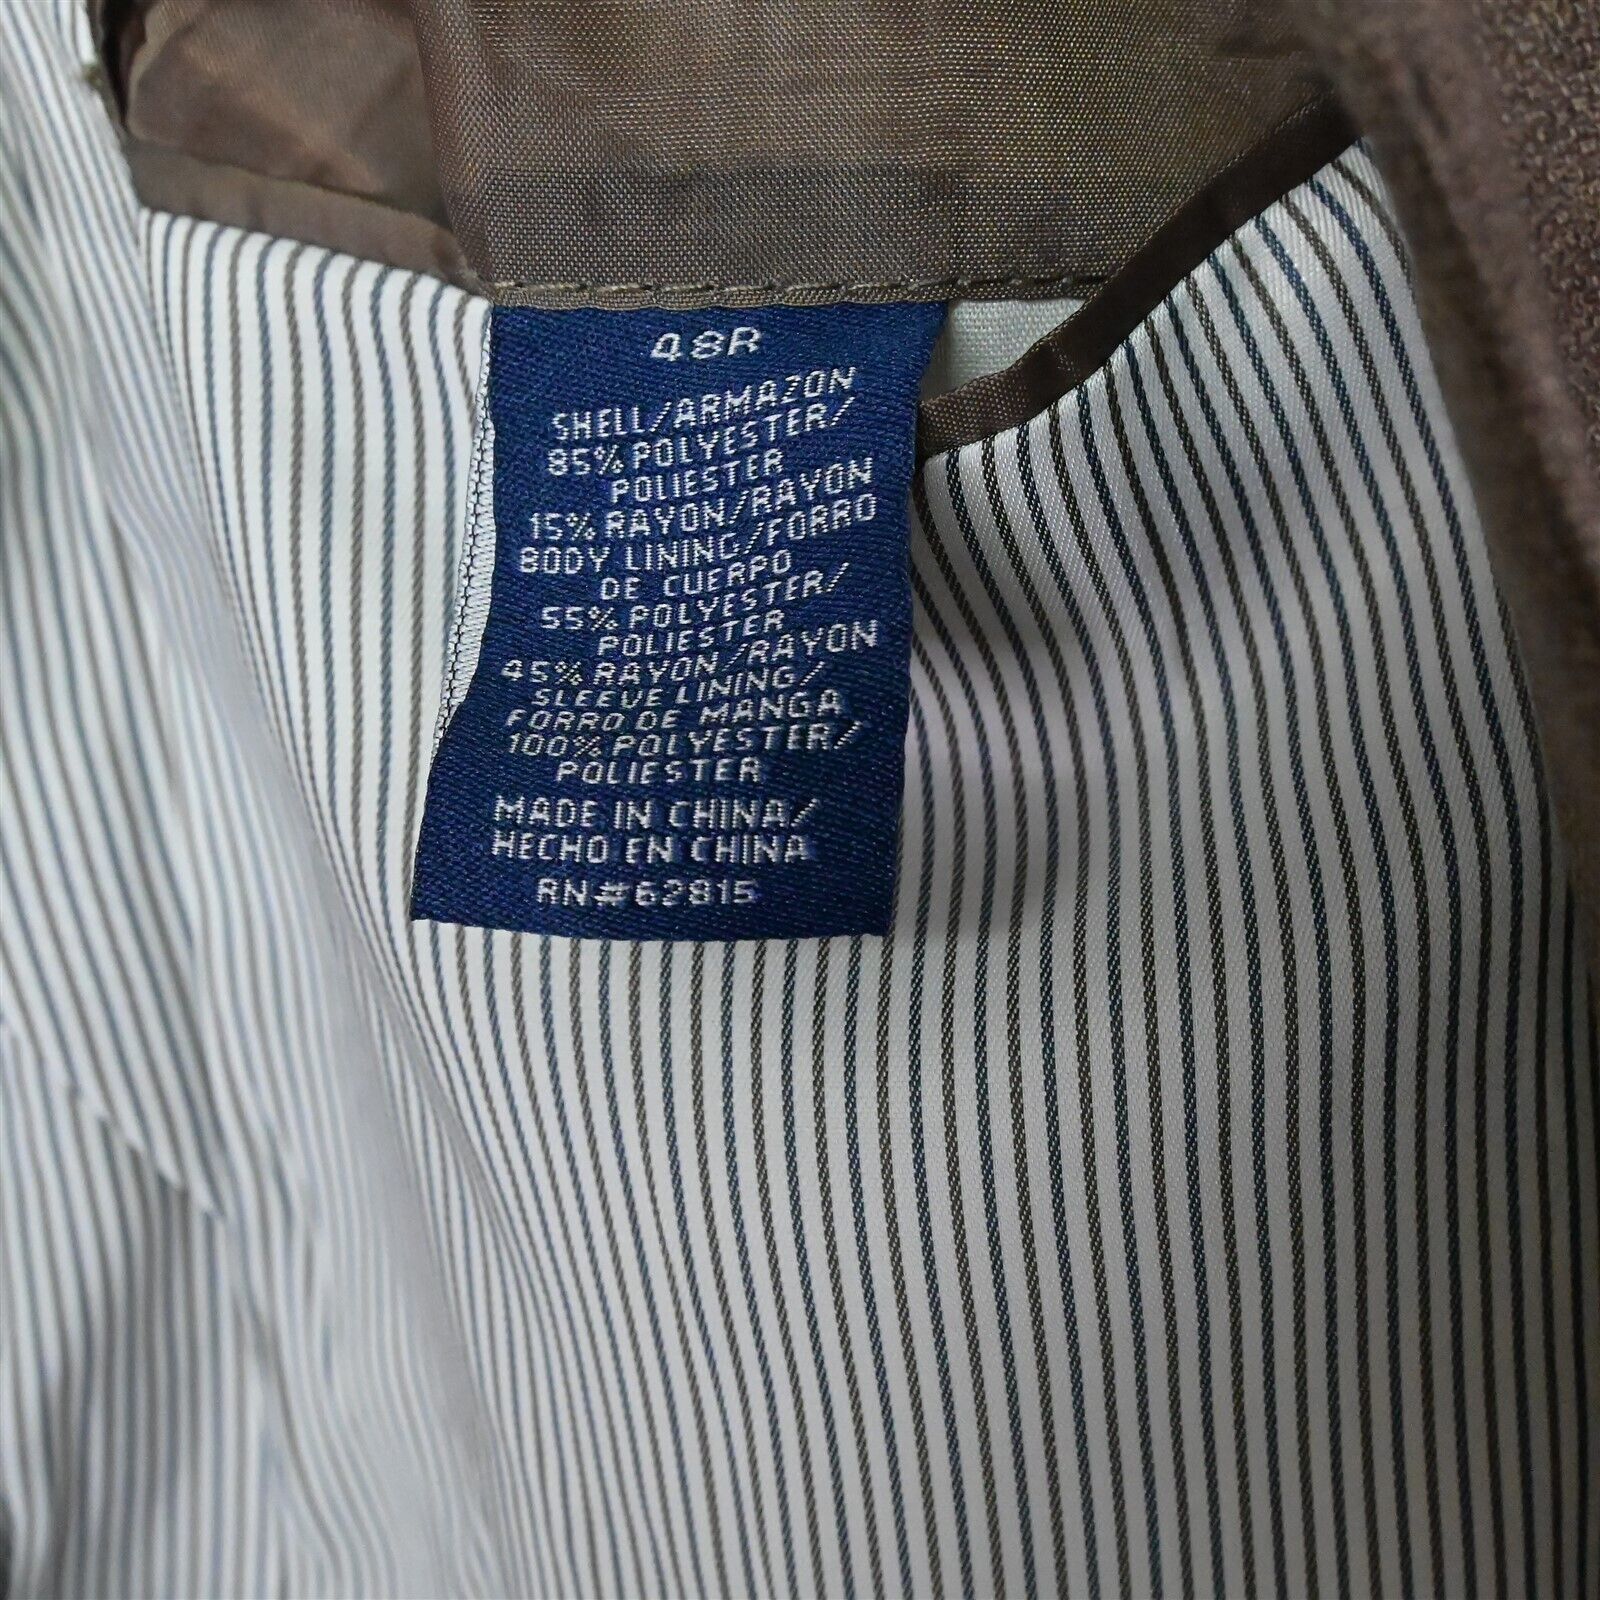 48R
SHELL/ARMAZON
85% POLYESTER/
POLIESTER
15% RAYON/RAYON
BODY LINING/FORRO
DE CUERPO
55% POLYESTER/
POLIESTER
45% RAYON/RAYON
SLEEVE LINING/
FORRO DE MANGA
100% POLYESTER/
POLIESTER
MADE IN CHINA/
HECHO EN CHINA
RN#62815